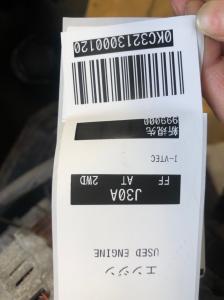 エンジン
USED ENGINE
J30A
FF AT 2WD
I-VTEC
新規先
999000
0KC3213000120